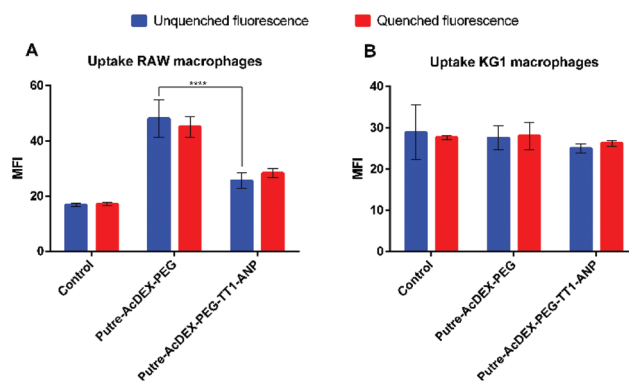 Unquenched fluorescence Quenched fluorescence
A
Uptake RAW macrophages
60
40
20
0
MFI
****
Control
Putre-AcDEX-PEG
Putre-AcDEX-PEG-TT1-ANP
B
Uptake KG1 macrophages
40
30
20
10
0
MFI
Control
Putre-AcDEX-PEG
Putre-AcDEX-PEG-TT1-ANP